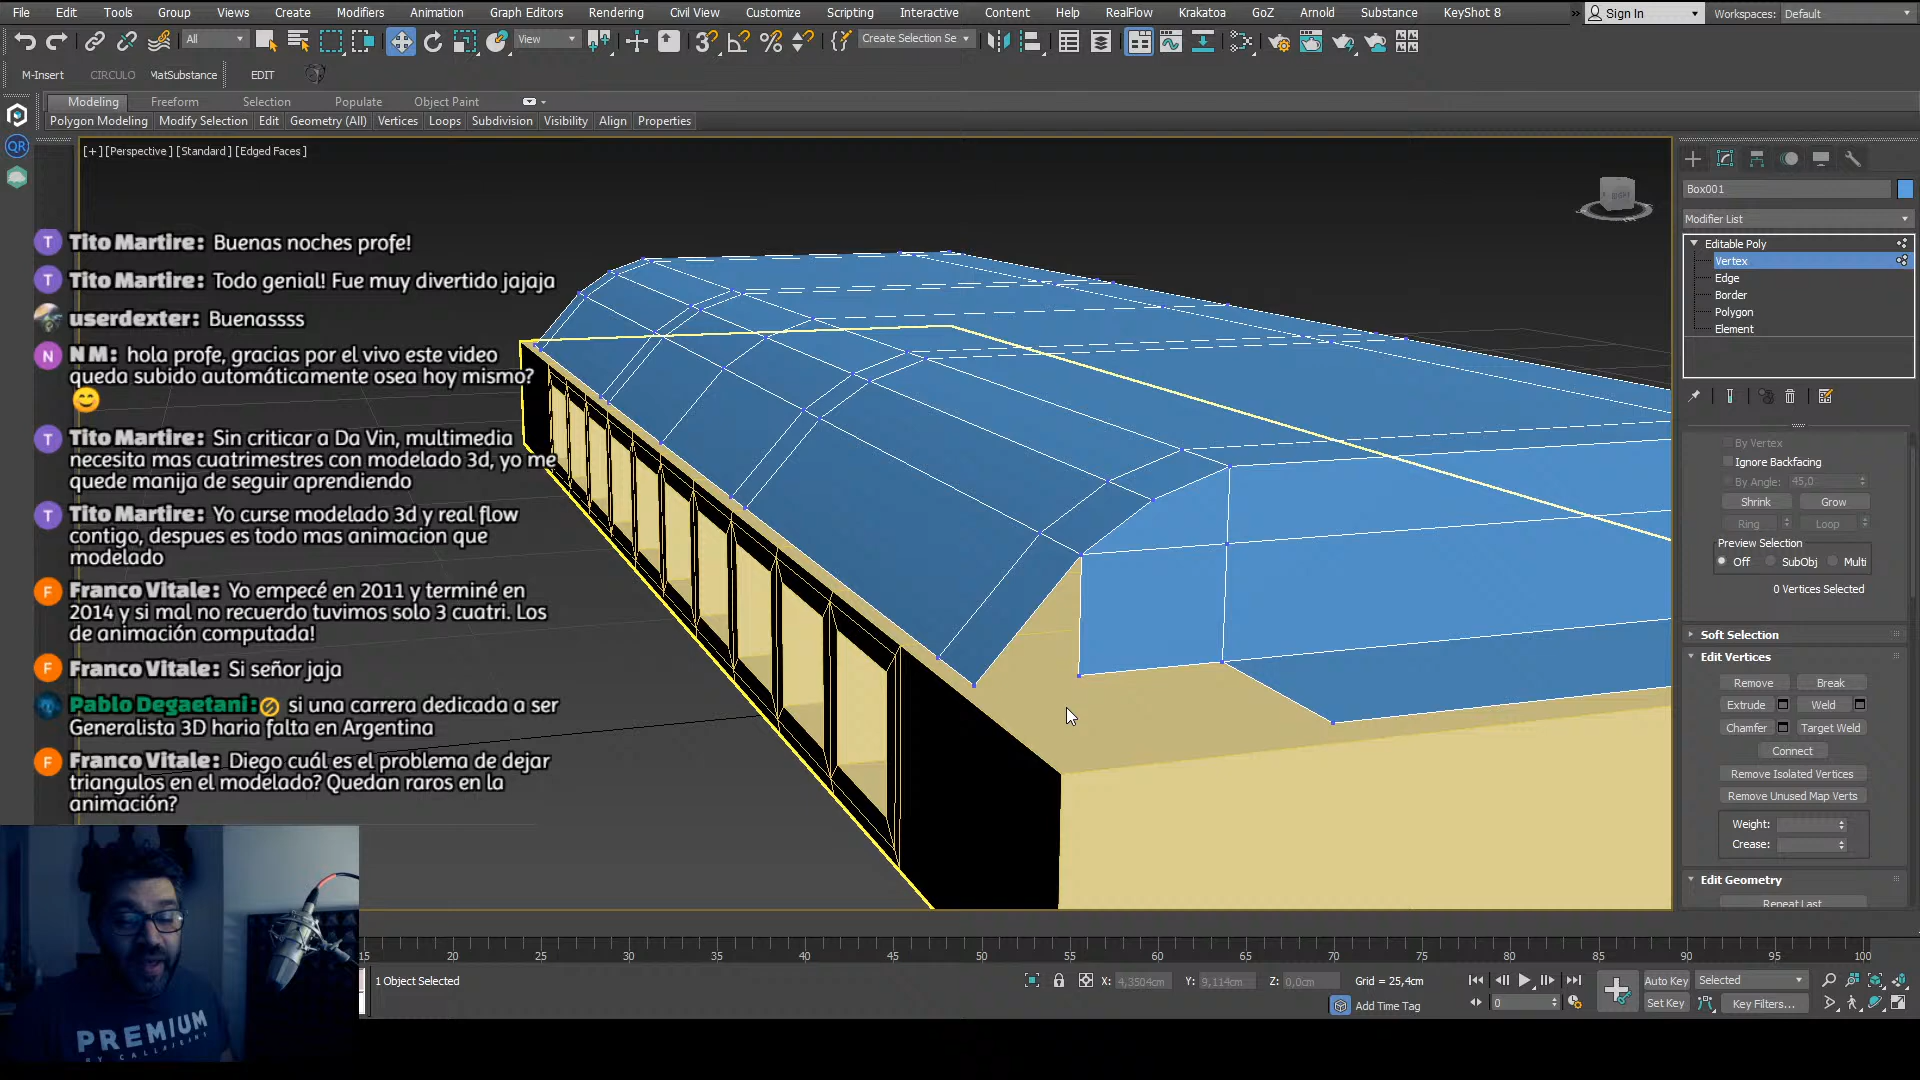 File Edit Tools Group Views Create Modifiers Animation Graph Editors Rendering Civil View Customize Scripting Interactive Content Help RealFlow Krakatoa GoZ Arnold Substance KeyShot 8 Sign In Workspaces: Default
All View Create Selection Se
M-Insert CIRCULO MatSubstance EDIT
Modeling Freeform Selection Populate Object Paint
Polygon Modeling Modify Selection Edit Geometry (All) Vertices Loops Subdivision Visibility Align Properties
[+] [Perspective] [Standard] [Edged Faces]
Tito Martire: Buenas noches profe!
Tito Martire: Todo genial! Fue muy divertido jajaja
userdexter: Buenassss
N M: hola profe, gracias por el vivo este video
queda subido automáticamente osea hoy mismo?
Tito Martire: Sin criticar a Da Vin, multimedia
necesita mas cuatrimestres con modelado 3d, yo me
quede manija de seguir aprendiendo
Tito Martire: Yo curse modelado 3d y real flow
contigo, despues es todo mas animacion que
modelado
Franco Vitale: Yo empecé en 2011 y terminé en
2014 y si mal no recuerdo tuvimos solo 3 cuatri. Los
de animación computada!
Franco Vitale: Si señor jaja
Pablo Degaetani: si una carrera dedicada a ser
Generalista 3D haria falta en Argentina
Franco Vitale: Diego cuál es el problema de dejar
triangulos en el modelado? Quedan raros en la
animación?
PREMIUM
Box001
Modifier List
Editable Poly
Vertex
Edge
Border
Polygon
Element
By Vertex
Ignore Backfacing
By Angle: 45,0
Shrink Grow
Ring Loop
Preview Selection
Off SubObj Multi
0 Vertices Selected
Soft Selection
Edit Vertices
Remove Break
Extrude Weld
Chamfer Target Weld
Connect
Remove Isolated Vertices
Remove Unused Map Verts
Weight:
Crease:
Edit Geometry
Repeat Last
15 20 25 30 35 40 45 50 55 60 65 70 75 80 85 90 95 100
1 Object Selected X: 4,3504cm Y: 9,114cm Z: 0,0cm Grid = 25,4cm Auto Key Selected
Add Time Tag 0 Set Key Key Filters...